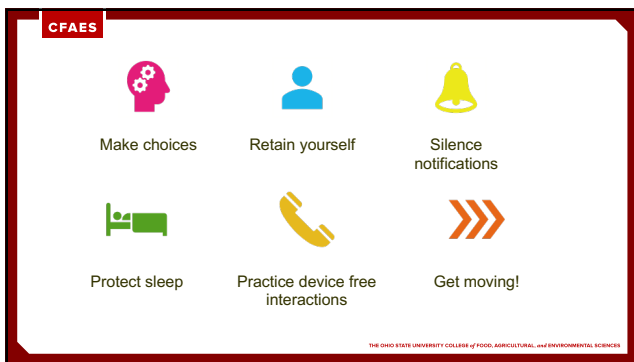 CFAES
Make choices
Retain yourself
Silence
notifications
Protect sleep
Practice device free
interactions
Get moving!
THE OHIO STATE UNIVERSITY COLLEGE of FOOD, AGRICULTURAL, and ENVIRONMENTAL SCIENCES